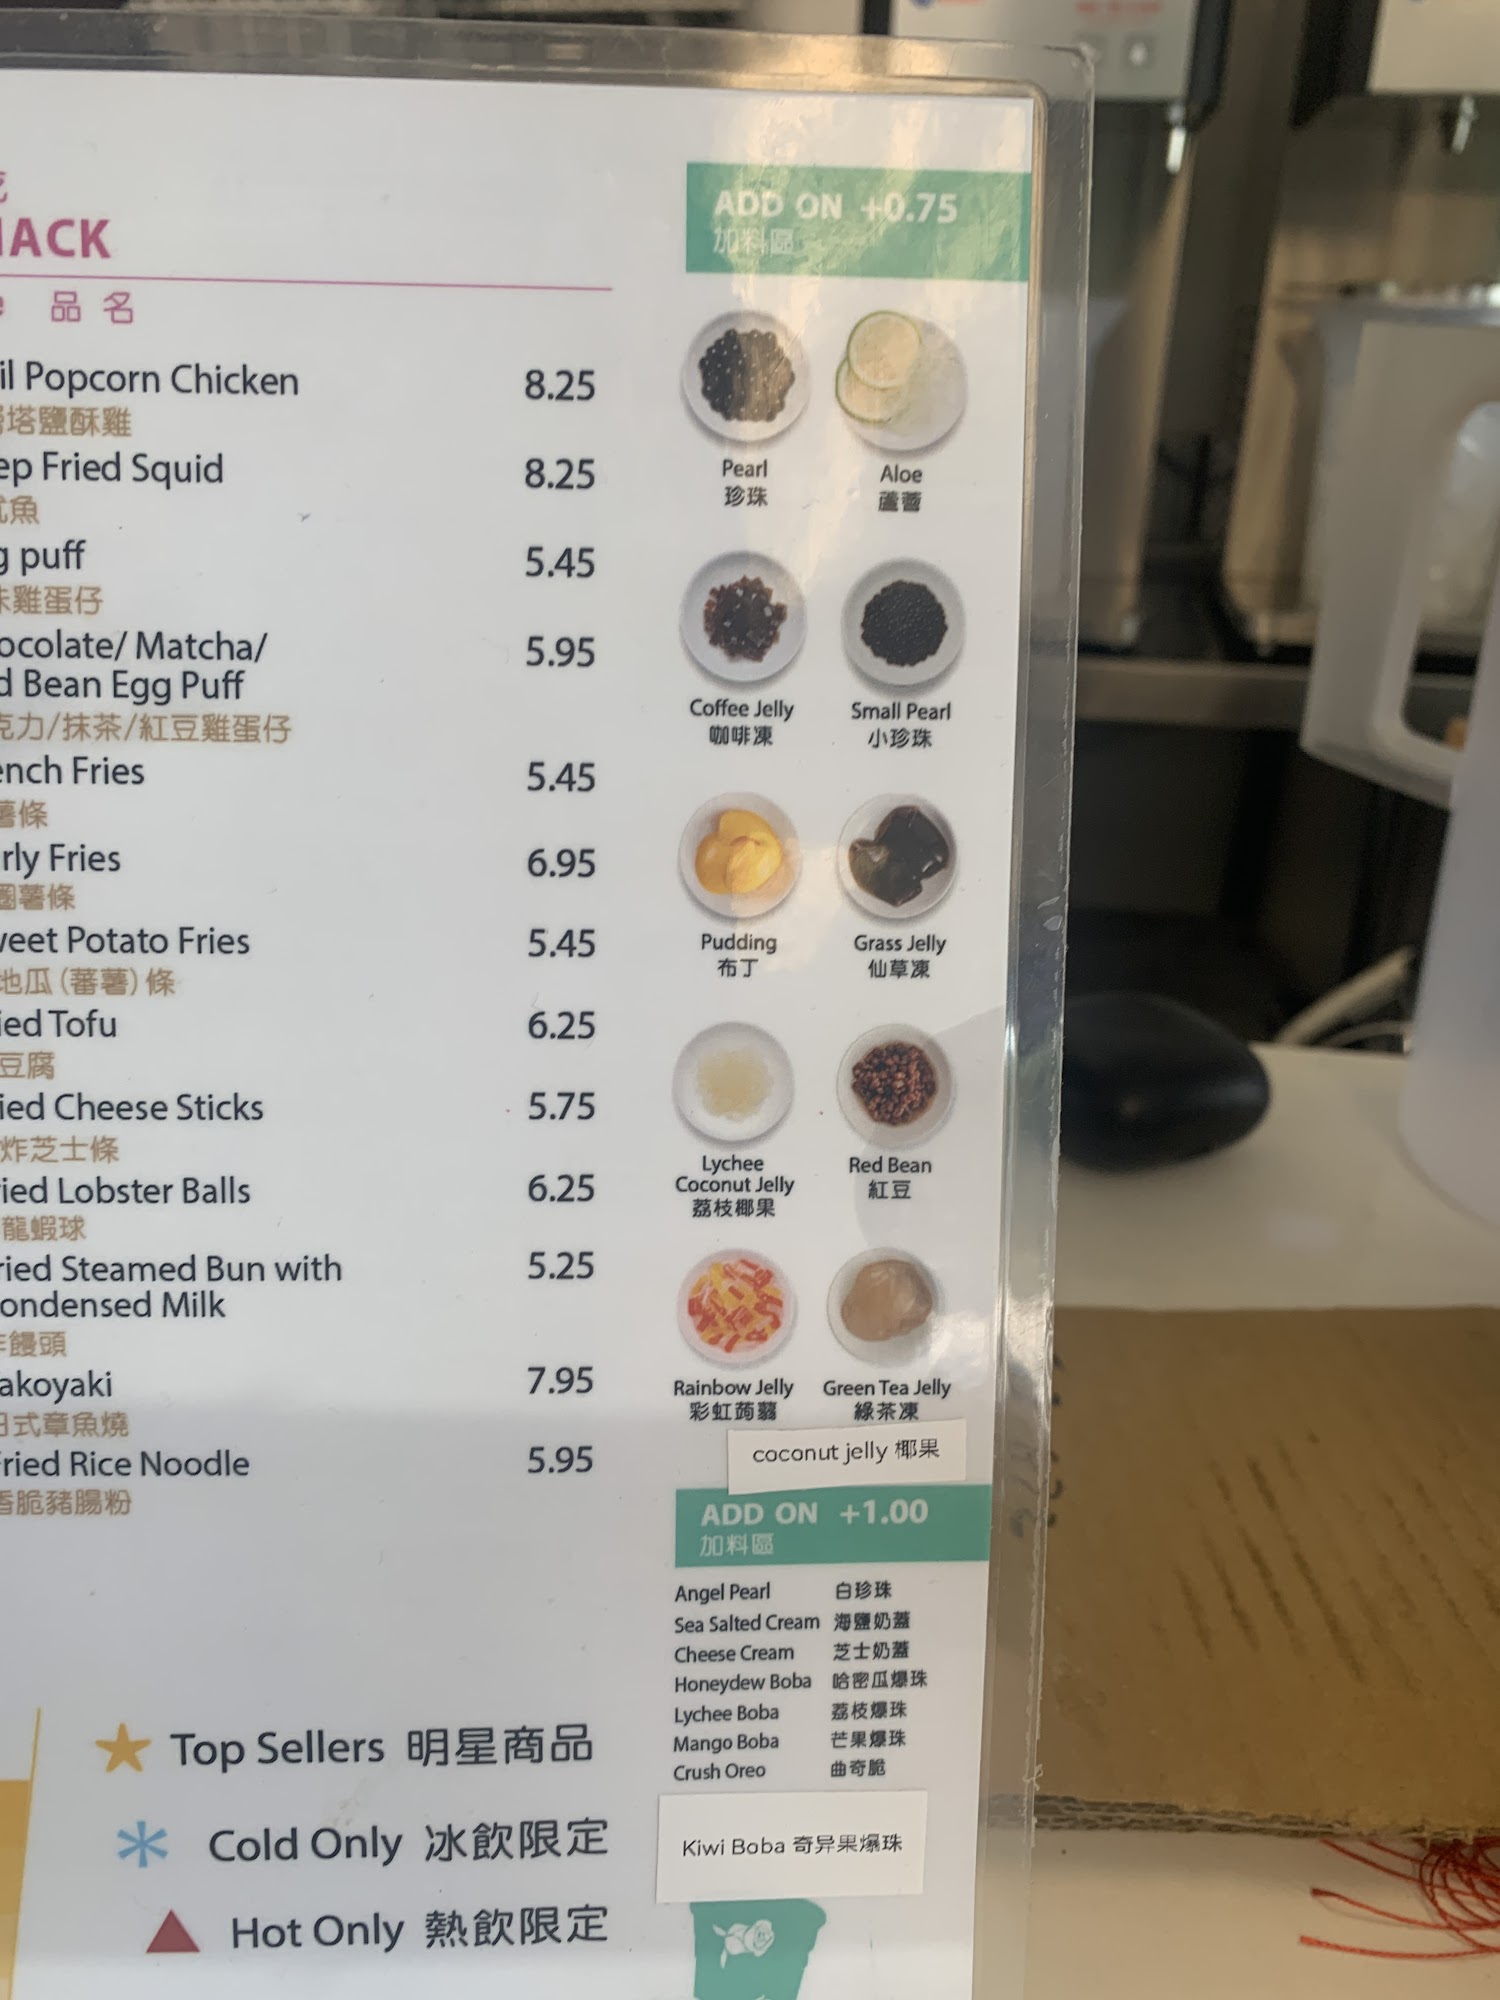 ACK
品名
il Popcorn Chicken 8.25
塔鹽酥雞
ep Fried Squid 8.25
魚
g puff 5.45
雞蛋仔
ocolate/ Matcha/ 5.95
d Bean Egg Puff
克力/抹茶/紅豆雞蛋仔
ench Fries 5.45
薯條
rly Fries 6.95
圈薯條
weet Potato Fries 5.45
地瓜(蕃薯)條
ied Tofu 6.25
豆腐
ied Cheese Sticks 5.75
炸芝士條
ried Lobster Balls 6.25
龍蝦球
ried Steamed Bun with 5.25
ondensed Milk
饅頭
akoyaki 7.95
日式章魚燒
Fried Rice Noodle 5.95
香脆豬腸粉
★ Top Sellers 明星商品
Cold Only 冰飲限定
▲ Hot Only 熱飲限定
ADD ON +0.75
加料區
Pearl
珍珠
Aloe
蘆薈
Coffee Jelly
咖啡凍
Small Pearl
小珍珠
Pudding
布丁
Grass Jelly
仙草凍
Lychee
Coconut Jelly
荔枝椰果
Red Bean
紅豆
Rainbow Jelly
彩虹蒟蒻
Green Tea Jelly
綠茶凍
coconut jelly 椰果
ADD ON +1.00
加料區
Angel Pearl 白珍珠
Sea Salted Cream 海鹽奶蓋
Cheese Cream 芝士奶蓋
Honeydew Boba 哈密瓜爆珠
Lychee Boba 荔枝爆珠
Mango Boba 芒果爆珠
Crush Oreo 曲奇脆
Kiwi Boba 奇异果爆珠